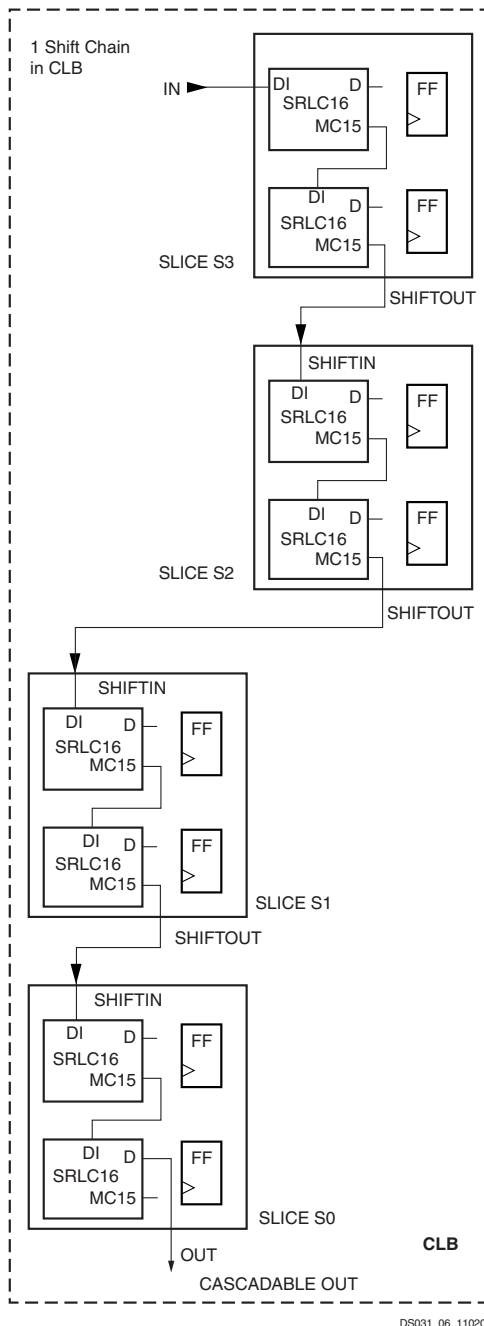 1 Shift Chain
in CLB
IN
DI D
SRLC16
MC15
FF
DI D
SRLC16
MC15
FF
SLICE S3
SHIFTOUT
SHIFTIN
DI D
SRLC16
MC15
FF
DI D
SRLC16
MC15
FF
SLICE S2
SHIFTOUT
SHIFTIN
DI D
SRLC16
MC15
FF
DI D
SRLC16
MC15
FF
SLICE S1
SHIFTOUT
SHIFTIN
DI D
SRLC16
MC15
FF
DI D
SRLC16
MC15
FF
SLICE S0
OUT
CLB
CASCADABLE OUT